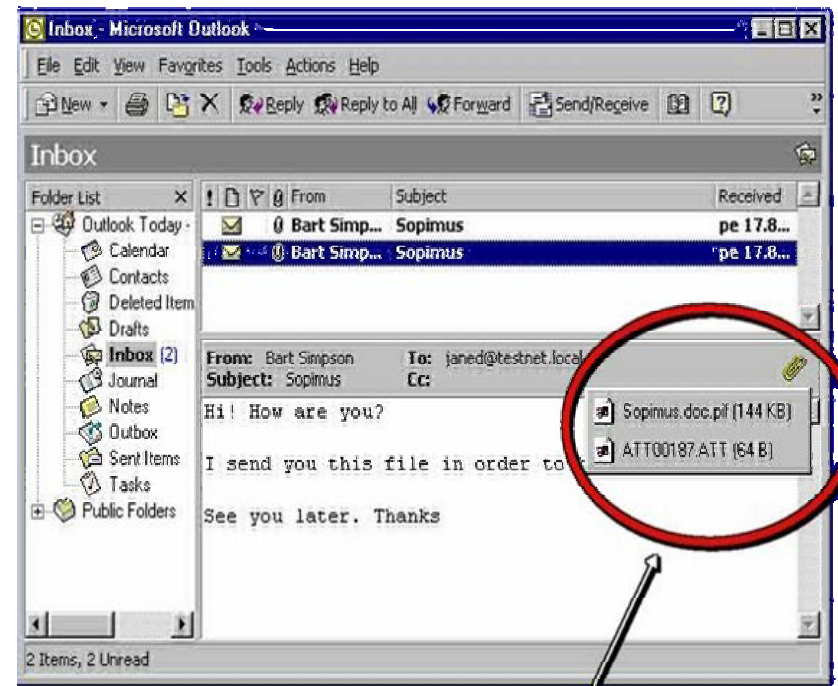 Inbox - Microsoft Outlook
File Edit View Favorites Tools Actions Help
New Reply Reply to All Forward Send/Receive
Inbox
Folder List ! From Subject Received
Outlook Today - Bart Simp... Sopimus pe 17.8...
Calendar Bart Simp... Sopimus pe 17.8...
Contacts
Deleted Item
Drafts
Inbox (2) From: Bart Simpson To: janed@testnet.local
Journal Subject: Sopimus Cc:
Notes Hi! How are you? Sopimus.doc.pif (144 KB)
Outbox
Sent Items I send you this file in order to ATT00187.ATT (64 B)
Tasks
Public Folders See you later. Thanks
2 Items, 2 Unread